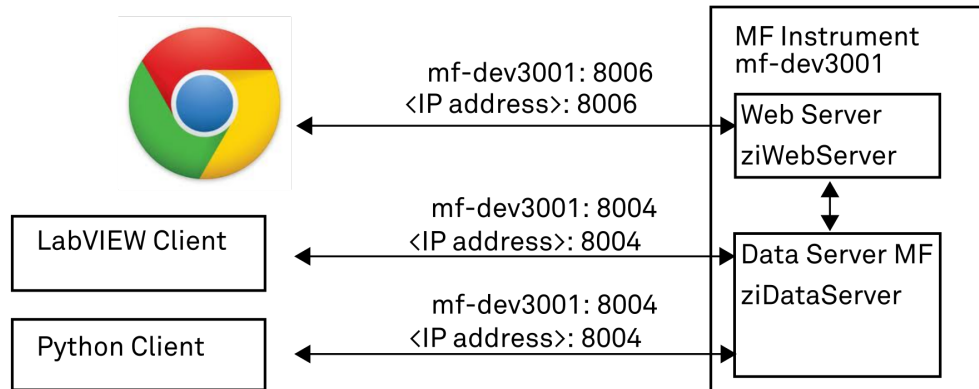 MF Instrument
mf-dev3001
mf-dev3001: 8006
<IP address>: 8006
Web Server
ziWebServer
LabVIEW Client
mf-dev3001: 8004
<IP address>: 8004
Data Server MF
ziDataServer
Python Client
mf-dev3001: 8004
<IP address>: 8004